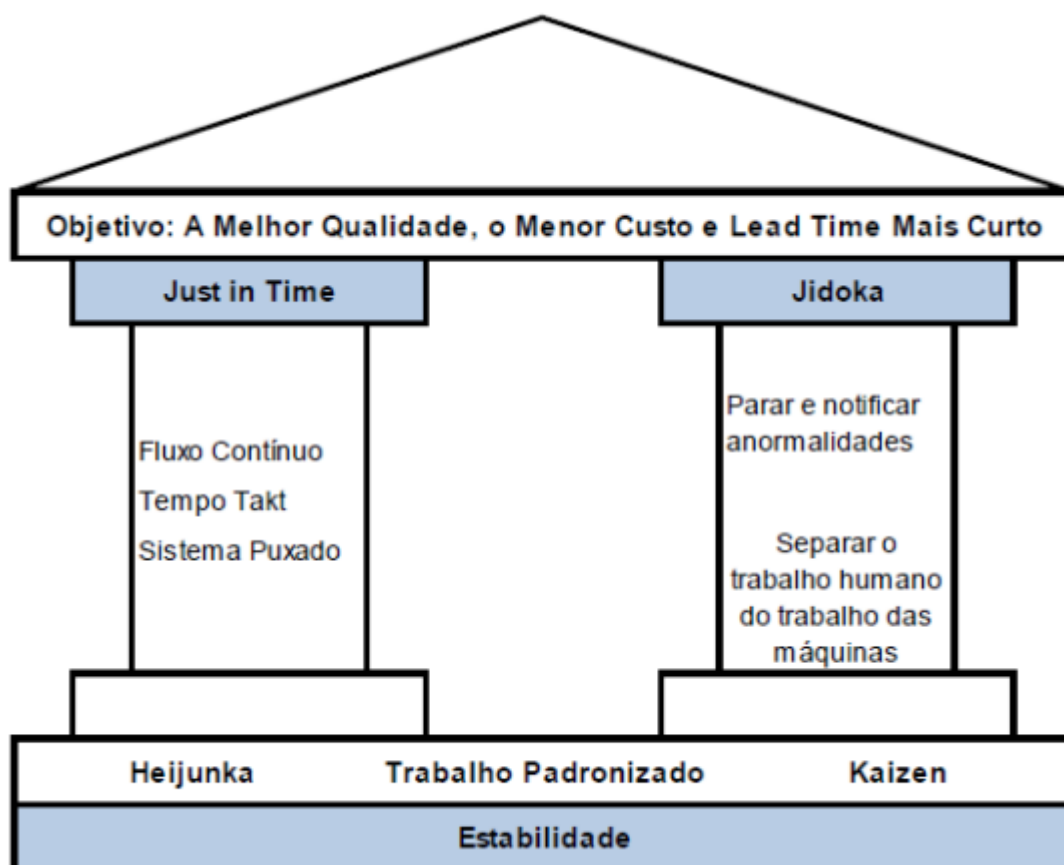 Objetivo: A Melhor Qualidade, o Menor Custo e Lead Time Mais Curto
Just in Time
Jidoka
Fluxo Contínuo
Tempo Takt
Sistema Puxado
Parar e notificar
anormalidades
Separar o
trabalho humano
do trabalho das
máquinas
Heijunka
Trabalho Padronizado
Kaizen
Estabilidade